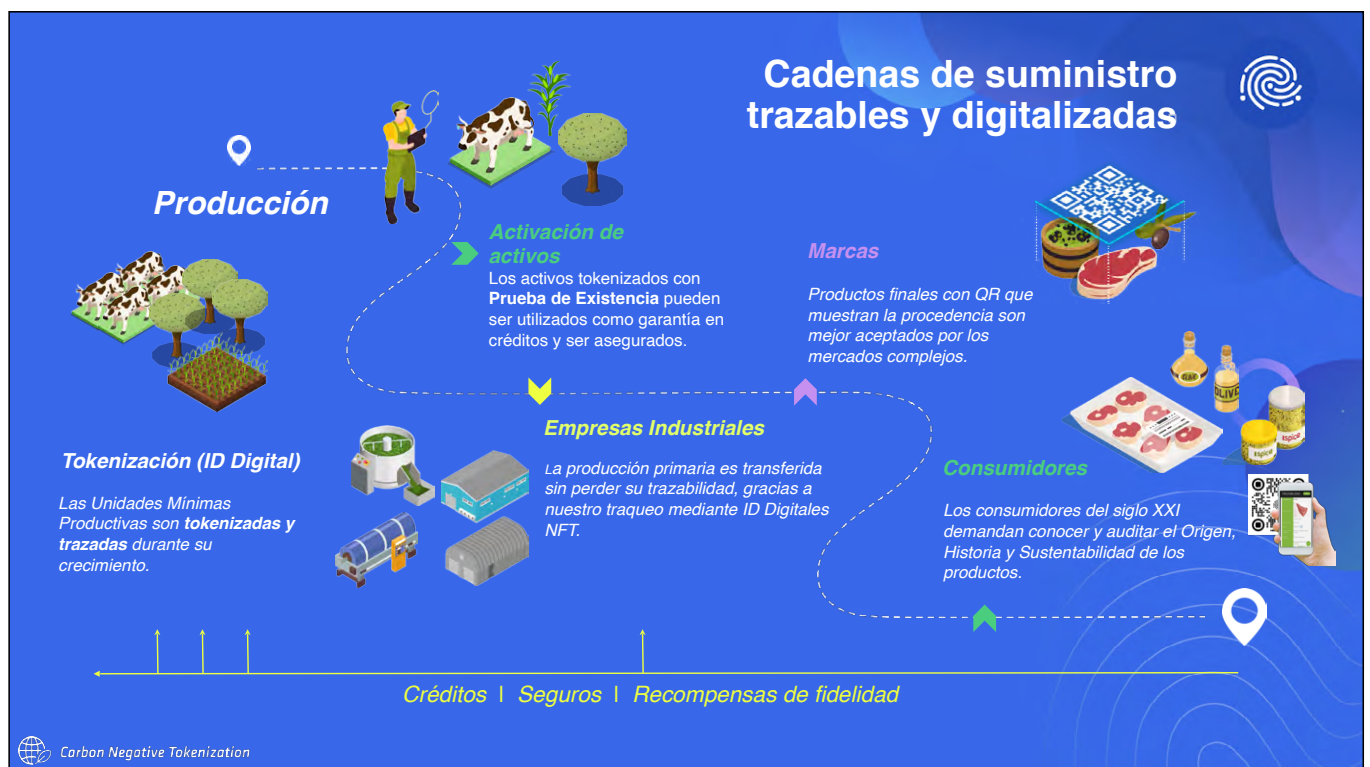 Cadenas de suministro
trazables y digitalizadas
Producción
Activación de
activos
Los activos tokenizados con
Prueba de Existencia pueden
ser utilizados como garantía en
créditos y ser asegurados.
Marcas
Productos finales con QR que
muestran la procedencia son
mejor aceptados por los
mercados complejos.
Tokenización (ID Digital)
Las Unidades Mínimas
Productivas son tokenizadas y
trazadas durante su
crecimiento.
Empresas Industriales
La producción primaria es transferida
sin perder su trazabilidad, gracias a
nuestro traqueo mediante ID Digitales
NFT.
OLIVE
spice
spice
Consumidores
Los consumidores del siglo XXI
demandan conocer y auditar el Origen,
Historia y Sustentabilidad de los
productos.
Créditos | Seguros | Recompensas de fidelidad
Carbon Negative Tokenization